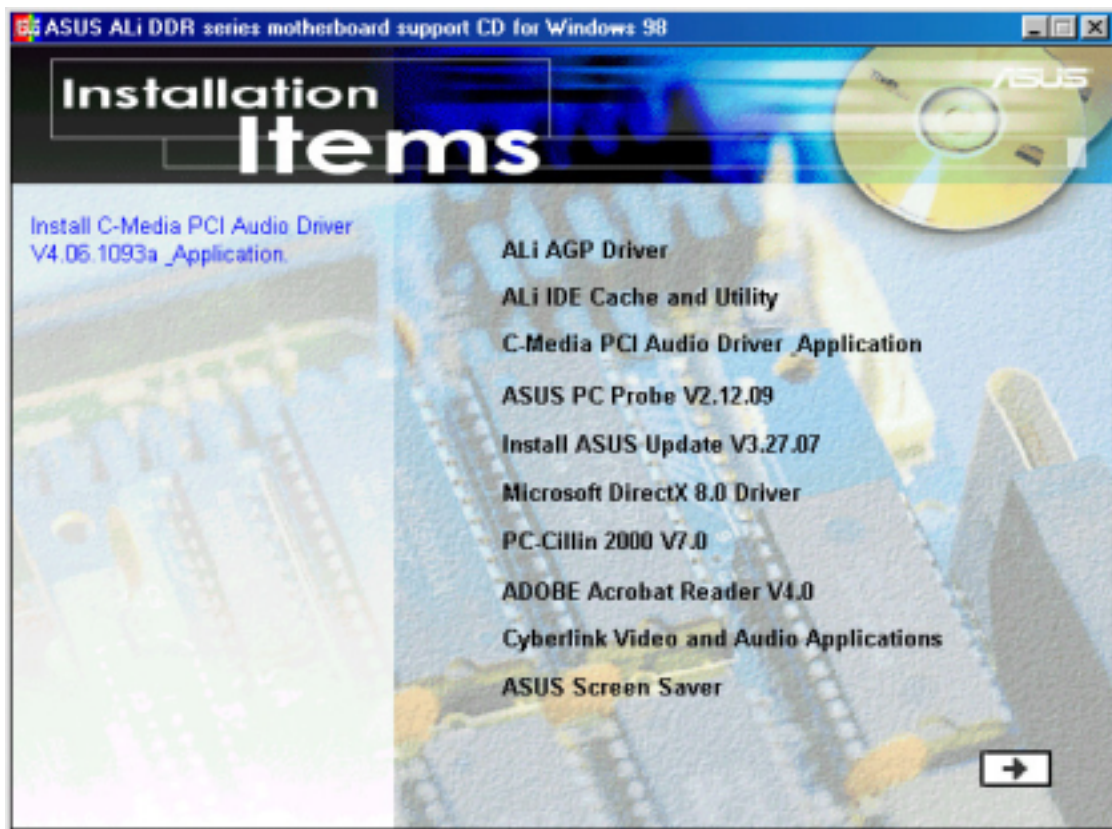 ASUS ALi DDR series motherboard support CD for Windows 98
ASUS
Installation
Items
Install C-Media PCI Audio Driver
V4.06.1093a _Application.
ALi AGP Driver
ALi IDE Cache and Utility
C-Media PCI Audio Driver _Application
ASUS PC Probe V2.12.09
Install ASUS Update V3.27.07
Microsoft DirectX 8.0 Driver
PC-Cillin 2000 V7.0
ADOBE Acrobat Reader V4.0
Cyberlink Video and Audio Applications
ASUS Screen Saver